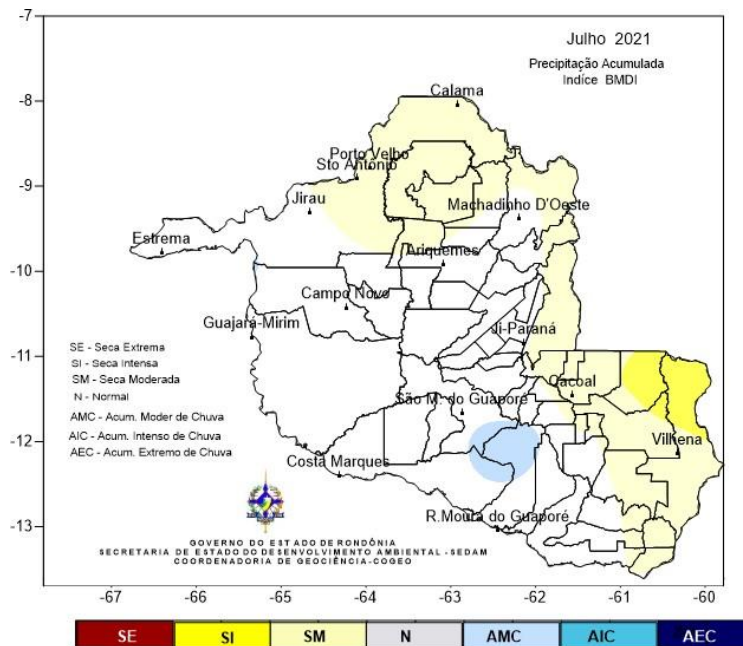 -7
Julho 2021
Precipitação Acumulada
Indíce BMDI
Calama
-8
Porto Velho
Sto Antônio
-9
Jirau
Machadinho D'Oeste
Estrema
Ariquemes
-10
Campo Novo
Guajará-Mirim
Ji-Paraná
SE - Seca Extrema
-11
SI - Seca Intensa
SM - Seca Moderada
Cacoal
N - Normal
São M. do Guaporé
AMC - Acum. Moder de Chuva
-12
AIC - Acum. Intenso de Chuva
Vilhena
AEC - Acum. Extremo de Chuva
Costa Marques
R.Moura do Guaporé
-13
GOVERNO DO ESTADO DE RONDÔNIA
SECRETARIA DE ESTADO DO DESENVOLVIMENTO AMBIENTAL -SEDAM
COORDENADORIA DE GEOCIÊNCIA-COGEO
-67 -66 -65 -64 -63 -62 -61 -60
SE SI SM N AMC AIC AEC